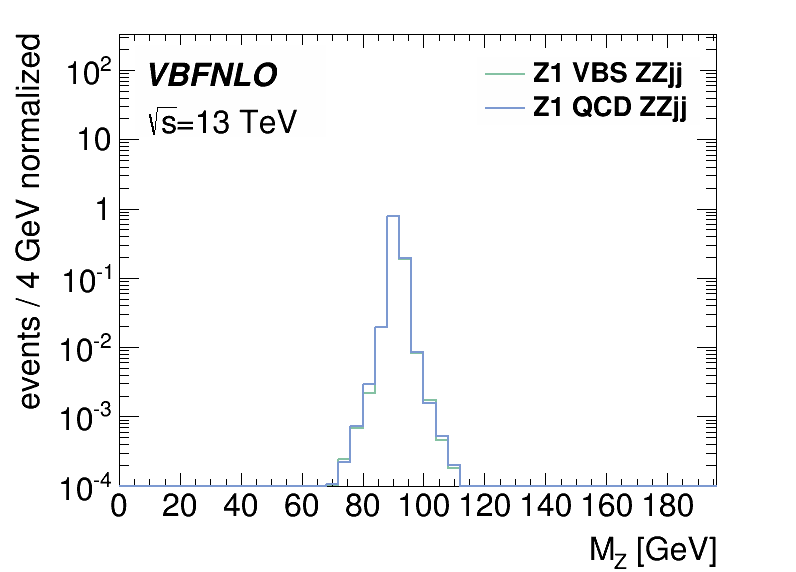 events / 4 GeV normalized
VBFNLO
√s=13 TeV
Z1 VBS ZZjj
Z1 QCD ZZjj
10²
10
1
10⁻¹
10⁻²
10⁻³
10⁻⁴
0 20 40 60 80 100 120 140 160 180
M_Z [GeV]